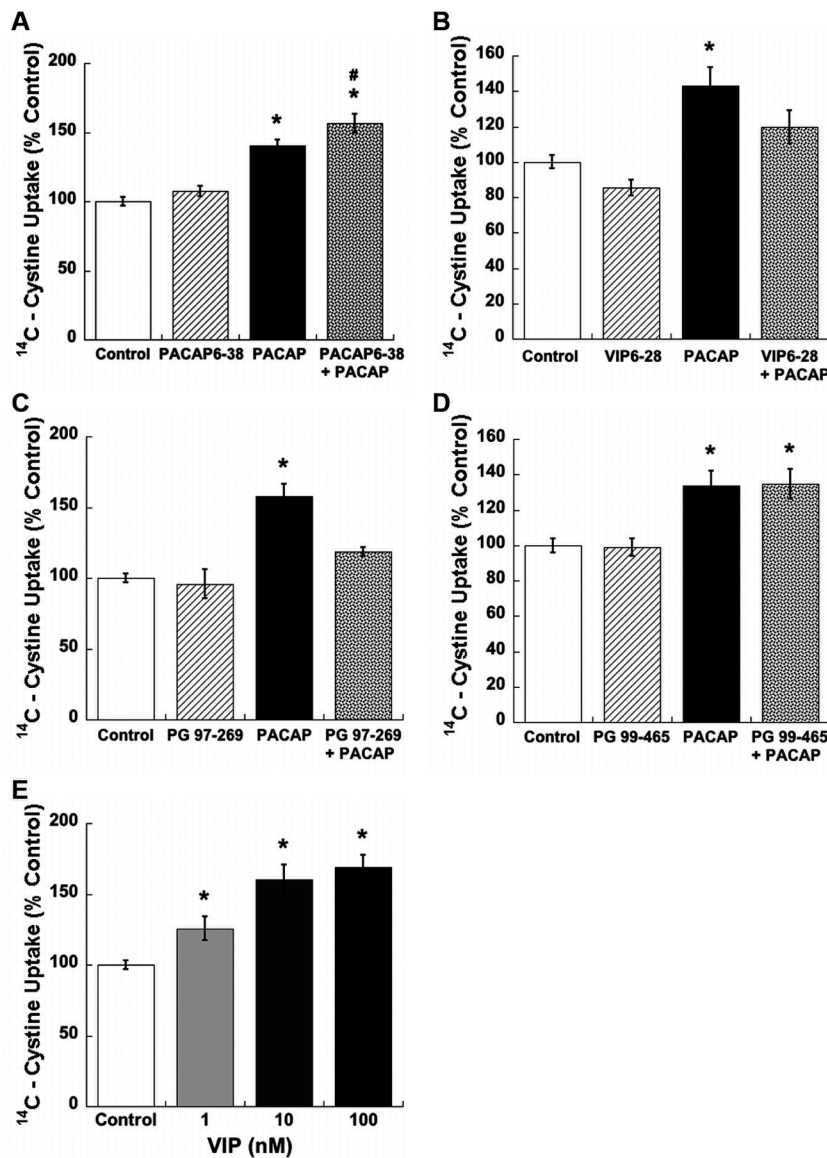 A
14C - Cystine Uptake (% Control)
200
150
100
50
0
*
#
*
Control PACAP6-38 PACAP PACAP6-38
+ PACAP
B
14C - Cystine Uptake (% Control)
160
140
120
100
80
60
40
20
0
*
Control VIP6-28 PACAP VIP6-28
+ PACAP
C
14C - Cystine Uptake (% Control)
200
150
100
50
0
*
Control PG 97-269 PACAP PG 97-269
+ PACAP
D
14C - Cystine Uptake (% Control)
160
140
120
100
80
60
40
20
0
* *
Control PG 99-465 PACAP PG 99-465
+ PACAP
E
14C - Cystine Uptake (% Control)
200
150
100
50
0
* * *
Control 1 10 100
VIP (nM)